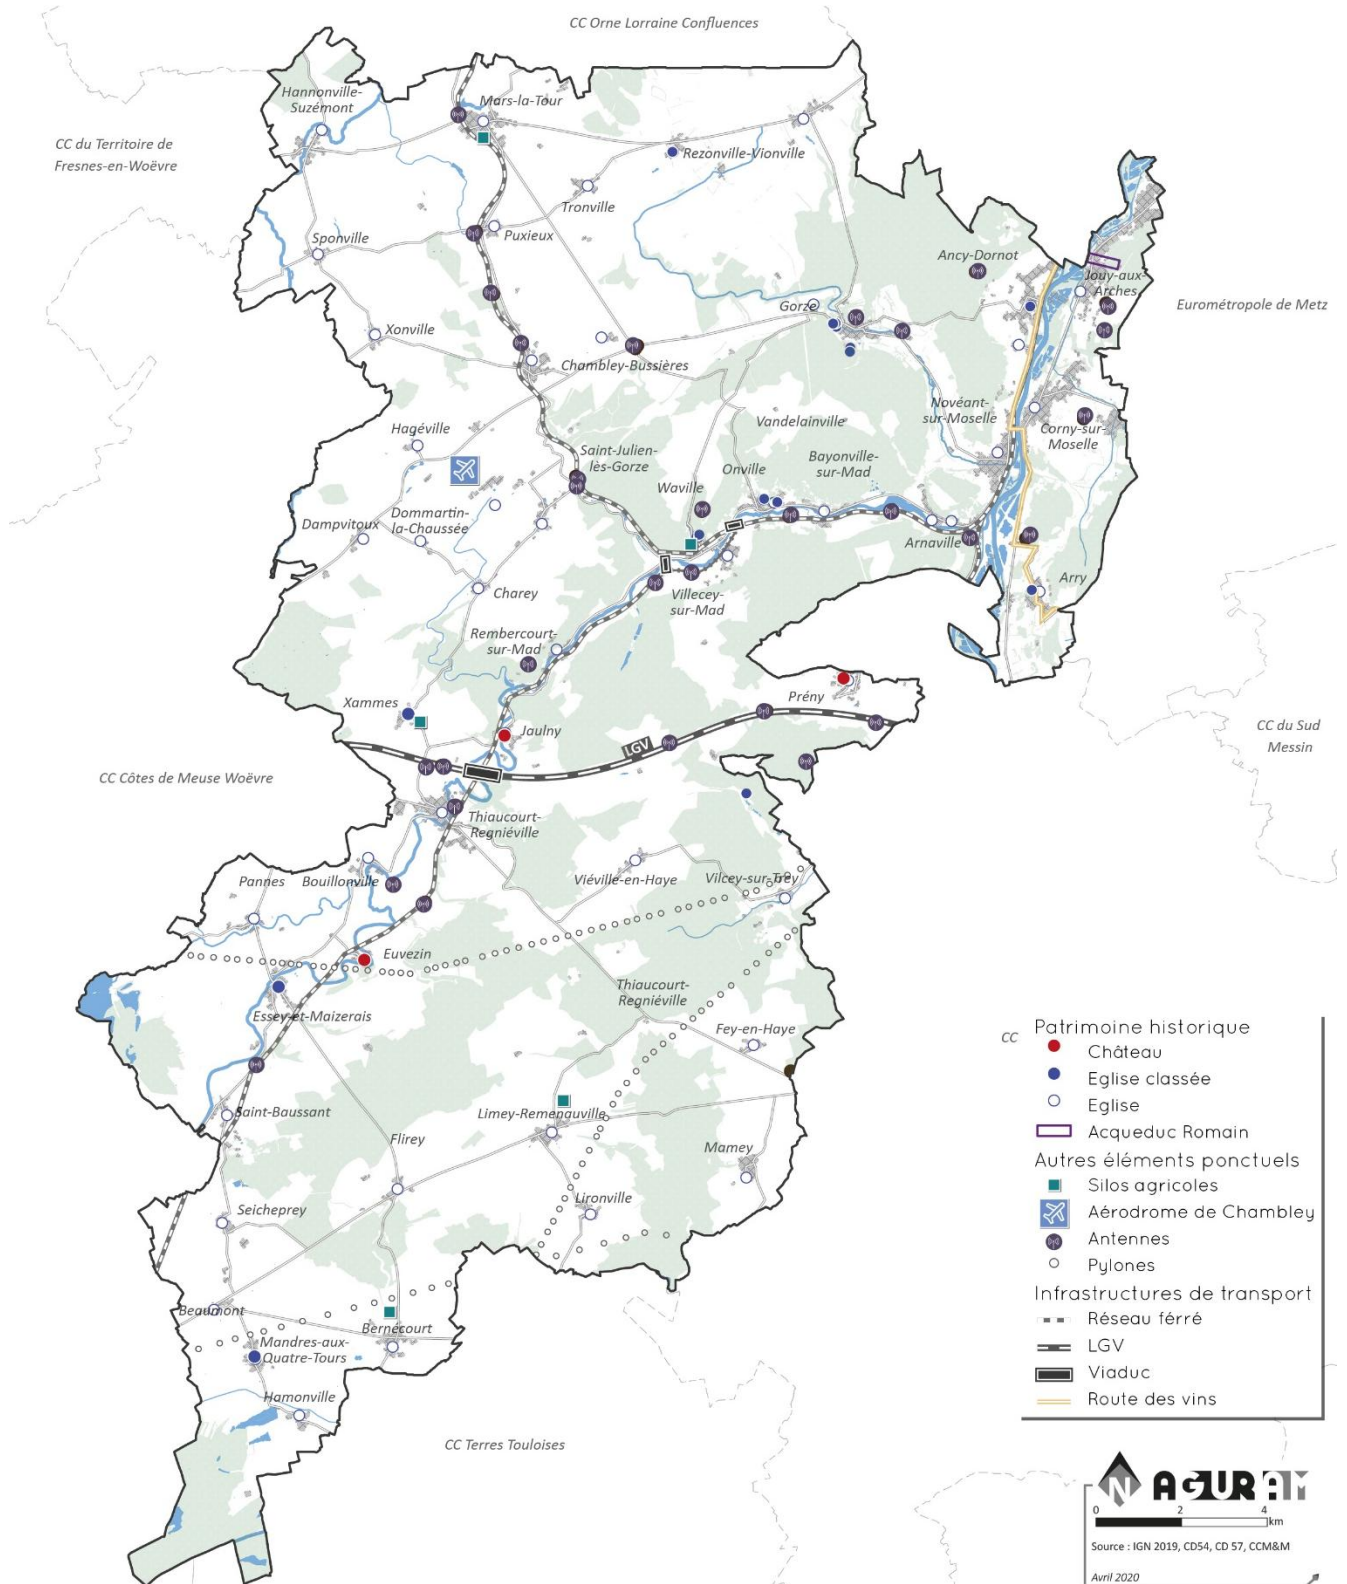 CC Orne Lorraine Confluences
Hannonville-
Suzémont
Mars-la-Tour
CC du Territoire de
Fresnes-en-Woëvre
Rezonville-Vionville
Tronville
Puxieux
Sponville
Ancy-Dornot
Jouy-aux-
Arches
Eurométropole de Metz
Gorze
Xonville
Chambley-Bussières
Novéant-
sur-Moselle
Corny-sur-
Moselle
Vandelainville
Hagéville
Saint-Julien-
lès-Gorze
Bayonville-
sur-Mad
Onville
Waville
Dommartin-
la-Chaussée
Dampvitoux
Arnaville
Arry
Charey
Villecey-
sur-Mad
Rembercourt-
sur-Mad
Prény
Xammes
Jaulny
LGV
CC du Sud
Messin
CC Côtes de Meuse Woëvre
Thiaucourt-
Regniéville
Pannes
Bouillonville
Viéville-en-Haye
Vilcey-sur-Trey
Euvezin
Thiaucourt-
Regniéville
Essey-et-Maizerais
Fey-en-Haye
Saint-Baussant
Limey-Remenauville
Flirey
Mamey
Lironville
Seicheprey
Beaumont
Bernécourt
Mandres-aux-
Quatre-Tours
Hamonville
CC Terres Touloises
CC
Patrimoine historique
Château
Eglise classée
Eglise
Acqueduc Romain
Autres éléments ponctuels
Silos agricoles
Aérodrome de Chambley
Antennes
Pylones
Infrastructures de transport
Réseau férré
LGV
Viaduc
Route des vins
N
AGURAM
0 2 4
km
Source : IGN 2019, CD54, CD 57, CCM&M
Avril 2020